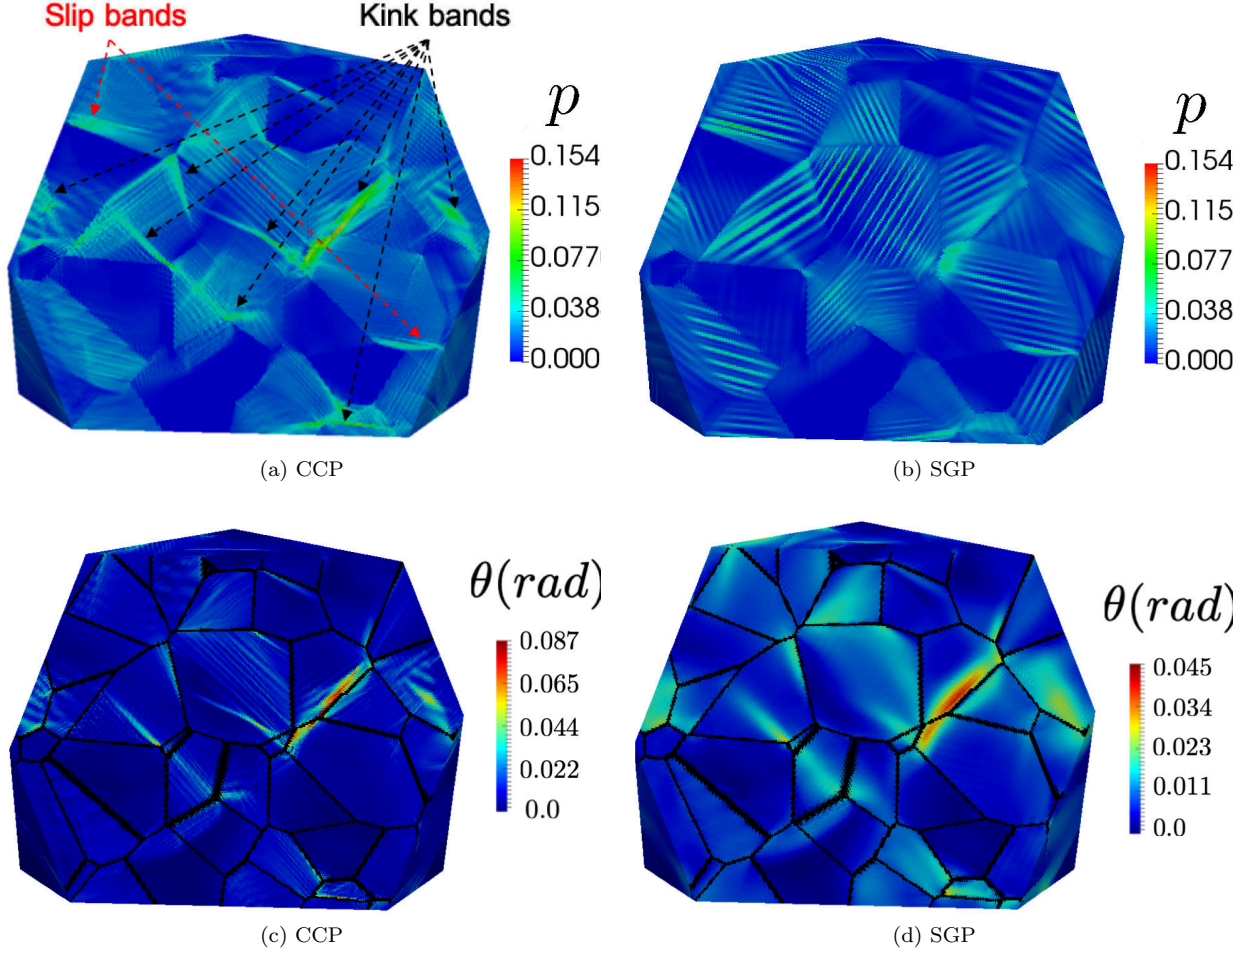 Slip bands
Kink bands
p
0.154
0.115
0.077
0.038
0.000
p
0.154
0.115
0.077
0.038
0.000
(a) CCP
(b) SGP
θ(rad)
0.087
0.065
0.044
0.022
0.0
θ(rad)
0.045
0.034
0.023
0.011
0.0
(c) CCP
(d) SGP